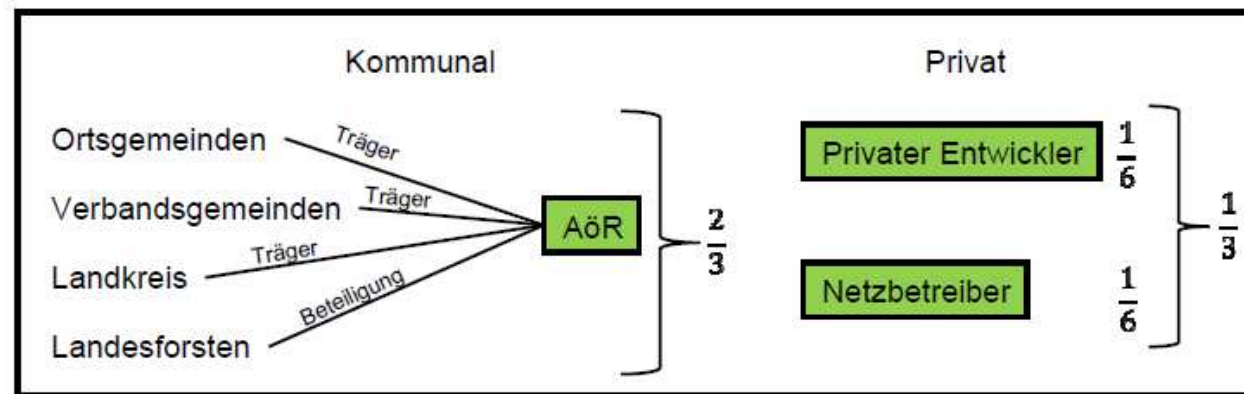 Kommunal
Privat
Ortsgemeinden
Träger
Verbandsgemeinden
Träger
Landkreis
Träger
Landesforsten
Beteiligung
AöR
2
3
Privater Entwickler
1
6
Netzbetreiber
1
6
1
3